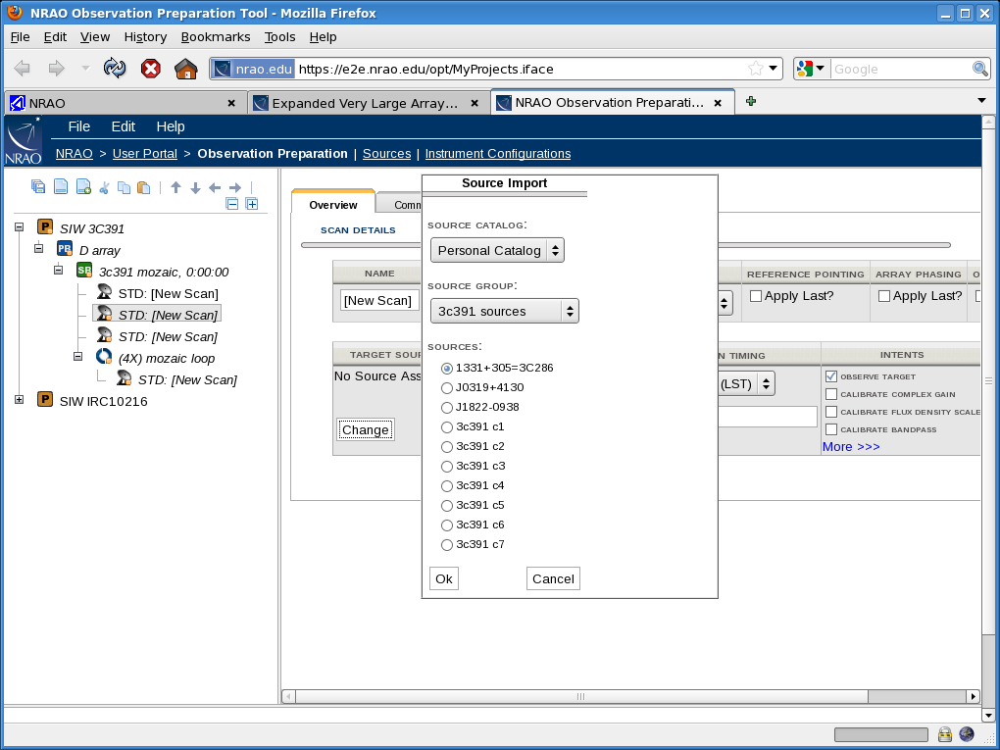 NRAO Observation Preparation Tool - Mozilla Firefox
File Edit View History Bookmarks Tools Help
nrao.edu https://e2e.nrao.edu/opt/MyProjects.iface
Google
NRAO
Expanded Very Large Array...
NRAO Observation Preparati...
File Edit Help
NRAO
NRAO > User Portal > Observation Preparation | Sources | Instrument Configurations
P SIW 3C391
PB D array
SB 3c391 mozaic, 0:00:00
STD: [New Scan]
STD: [New Scan]
STD: [New Scan]
(4X) mozaic loop
STD: [New Scan]
P SIW IRC10216
Overview
Comm
SCAN DETAILS
NAME
[New Scan]
REFERENCE POINTING
Apply Last?
ARRAY PHASING
Apply Last?
O
TARGET SOUR
No Source Ass
Change
N TIMING
(LST)
INTENTS
OBSERVE TARGET
CALIBRATE COMPLEX GAIN
CALIBRATE FLUX DENSITY SCALE
CALIBRATE BANDPASS
More >>>
Source Import
SOURCE CATALOG:
Personal Catalog
SOURCE GROUP:
3c391 sources
SOURCES:
1331+305=3C286
J0319+4130
J1822-0938
3c391 c1
3c391 c2
3c391 c3
3c391 c4
3c391 c5
3c391 c6
3c391 c7
Ok
Cancel